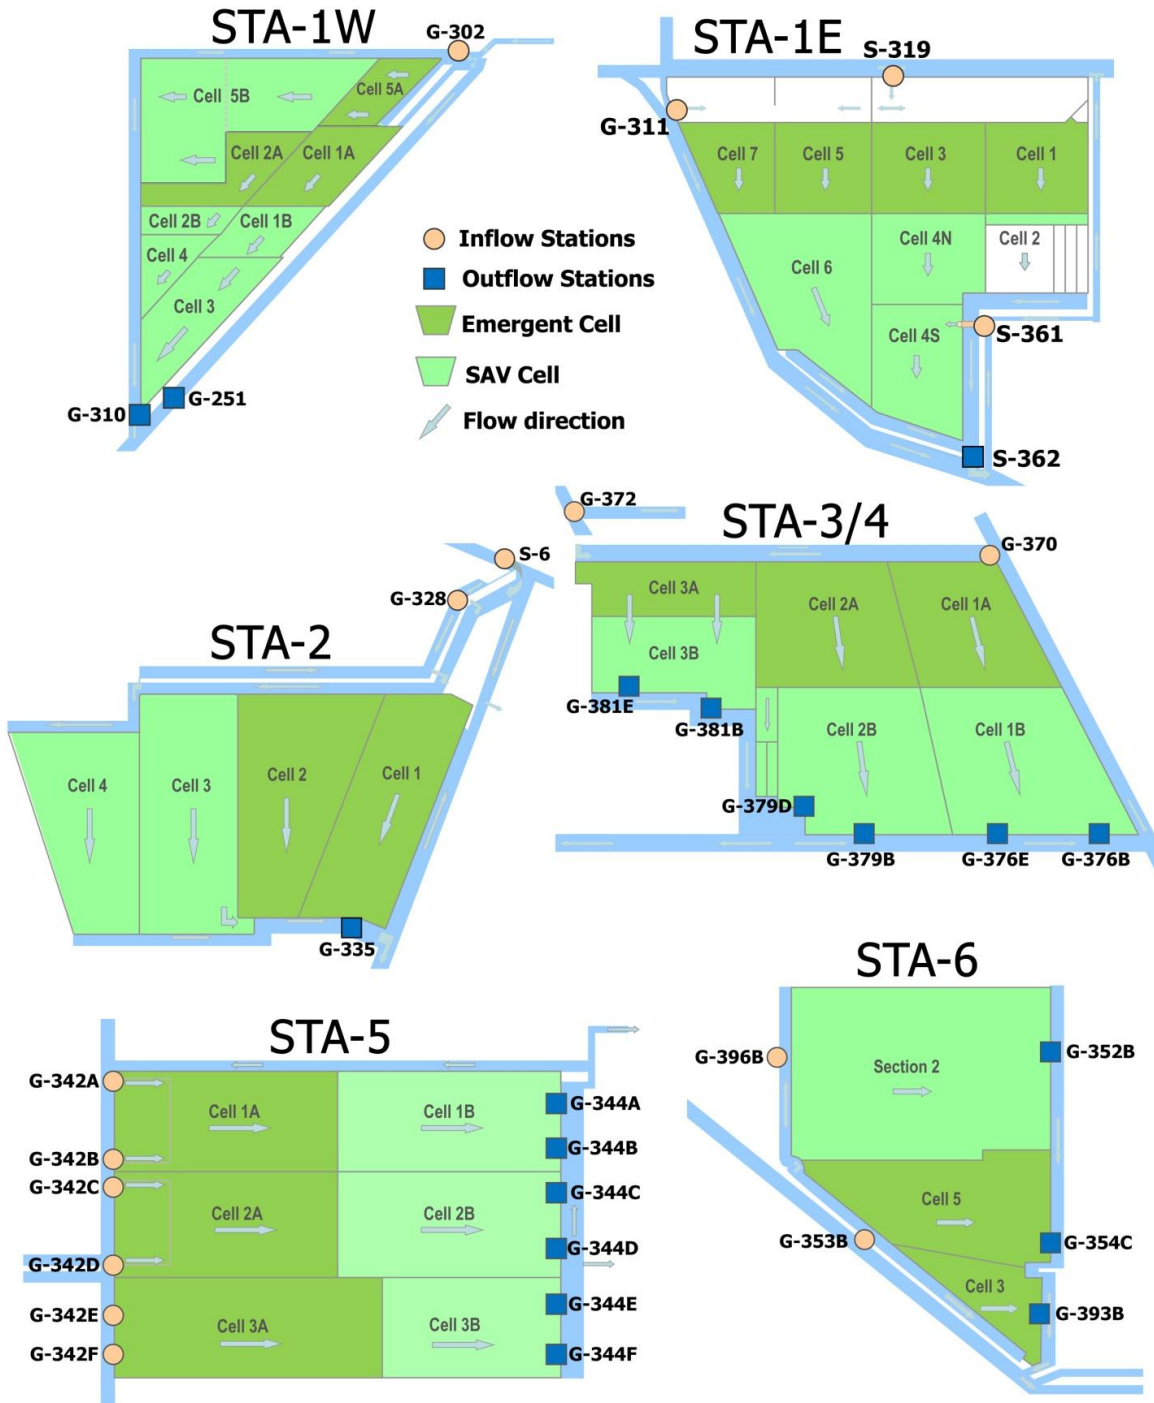 STA-1W
G-302
Cell 5A
Cell 5B
Cell 2A
Cell 1A
Cell 2B
Cell 1B
Cell 4
Cell 3
G-251
G-310
STA-1E
S-319
G-311
Cell 7
Cell 5
Cell 3
Cell 1
Cell 4N
Cell 2
Cell 6
Cell 4S
S-361
S-362
Inflow Stations
Outflow Stations
Emergent Cell
SAV Cell
Flow direction
STA-2
S-6
G-328
Cell 4
Cell 3
Cell 2
Cell 1
G-335
STA-3/4
G-372
G-370
Cell 3A
Cell 2A
Cell 1A
Cell 3B
G-381E
G-381B
Cell 2B
Cell 1B
G-379D
G-379B
G-376E
G-376B
STA-5
G-342A
Cell 1A
Cell 1B
G-344A
G-342B
G-344B
G-342C
G-344C
Cell 2A
Cell 2B
G-342D
G-344D
G-342E
G-344E
Cell 3A
Cell 3B
G-342F
G-344F
STA-6
G-396B
G-352B
Section 2
Cell 5
G-353B
G-354C
Cell 3
G-393B